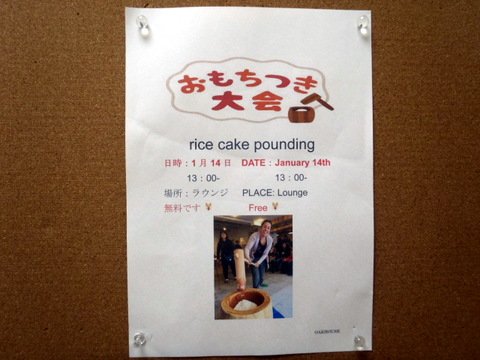 おもちつき
大会
rice cake pounding
日時：1月14日 DATE: January 14th
13：00- 13：00-
場所：ラウンジ PLACE: Lounge
無料です Free
OAKHOUSE